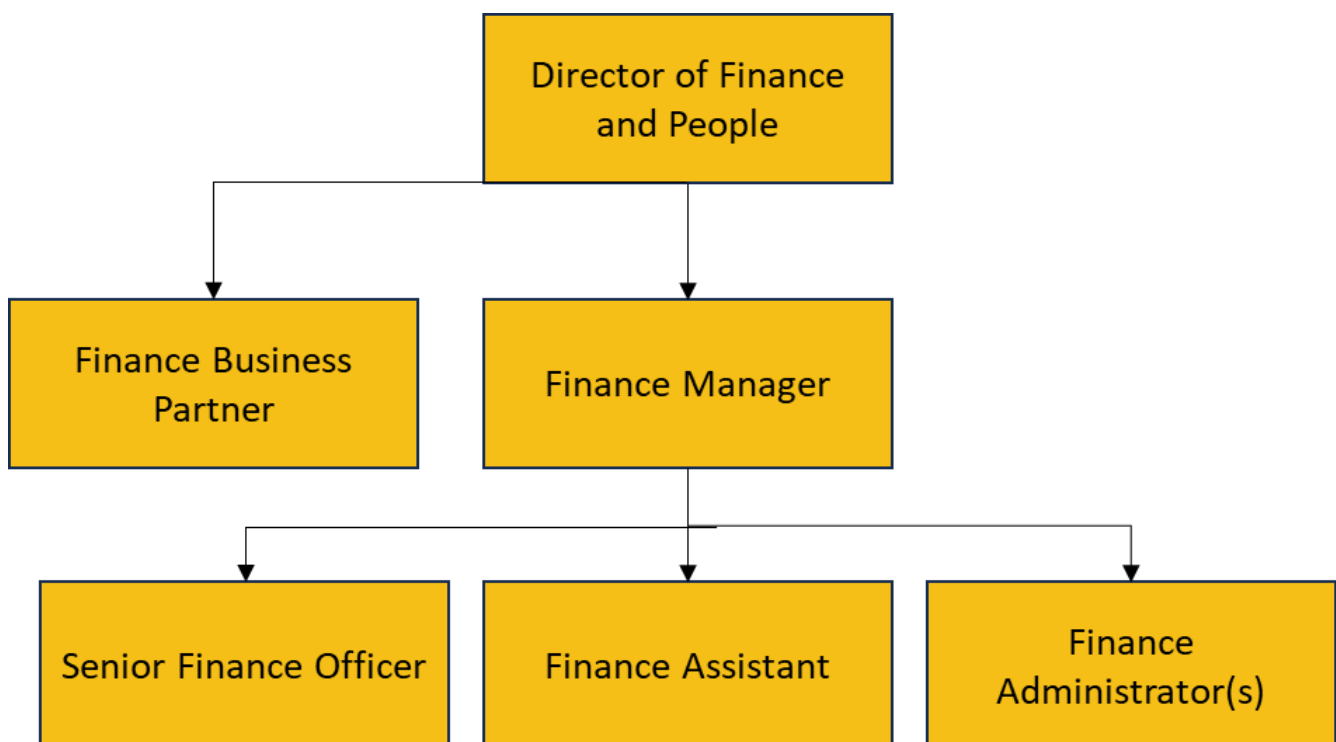 Director of Finance
and People
Finance Business
Partner
Finance Manager
Senior Finance Officer
Finance Assistant
Finance
Administrator(s)